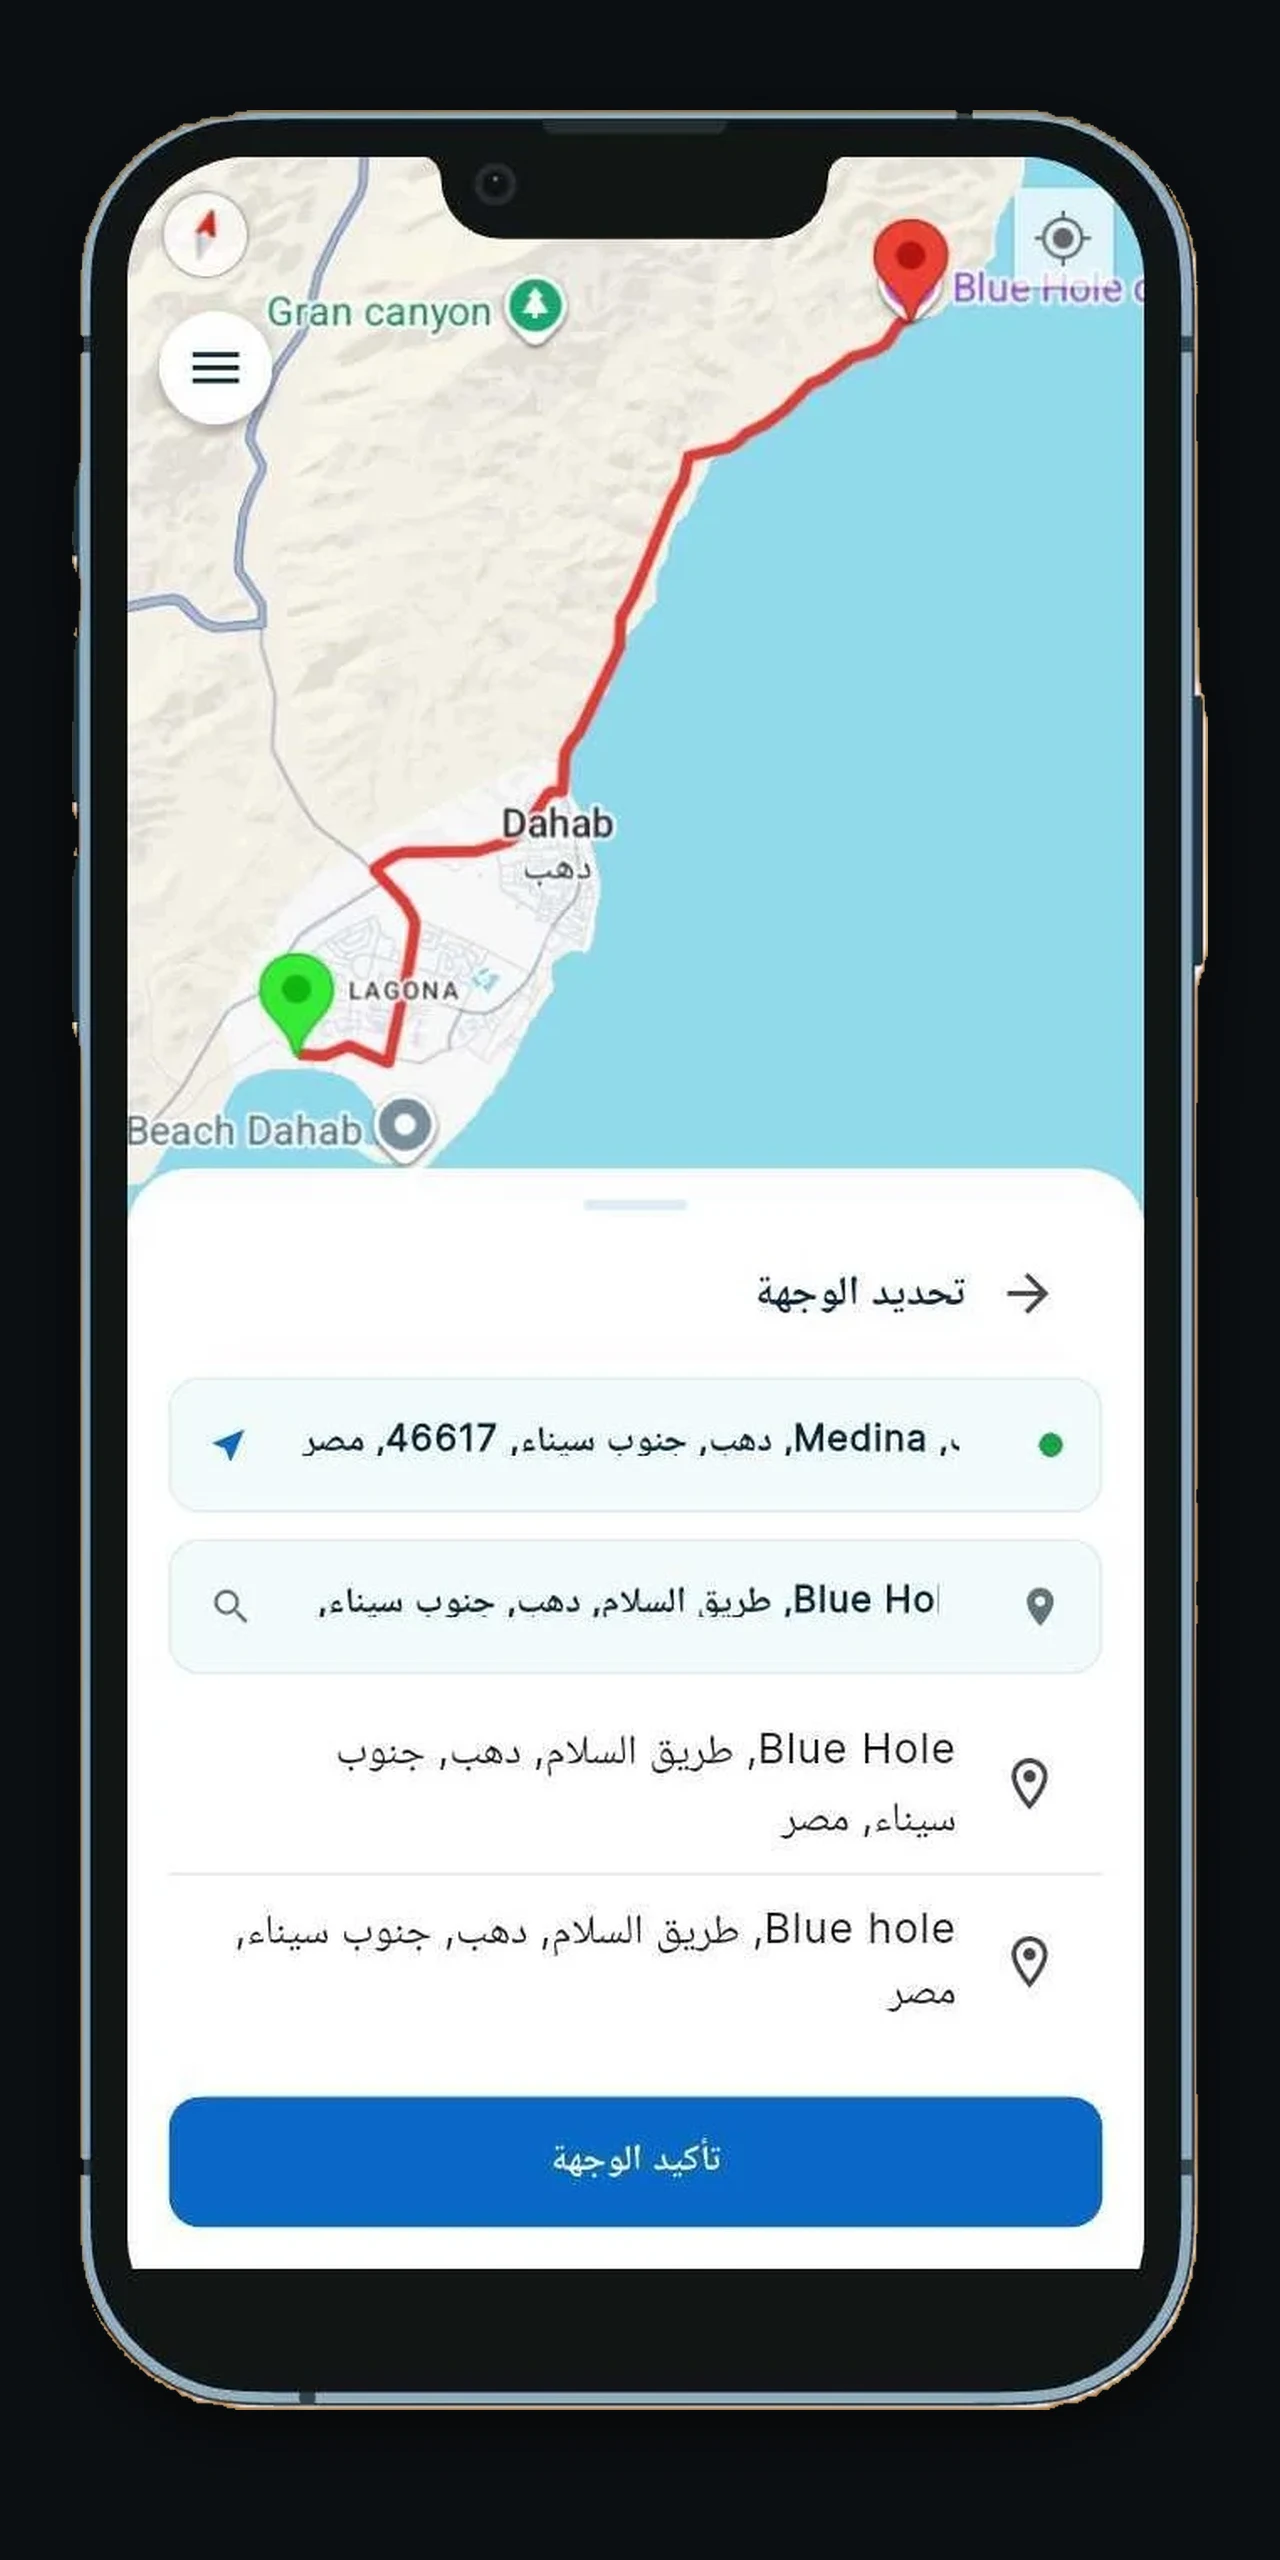 Gran canyon
Blue Hole
Dahab
دهب
LAGONA
Beach Dahab
تحديد الوجهة
Medina, دهب, جنوب سيناء, 46617, مصر
Blue Ho, طريق السلام, دهب, جنوب سيناء,
Blue Hole, طريق السلام, دهب, جنوب
سيناء, مصر
Blue hole, طريق السلام, دهب, جنوب سيناء,
مصر
تأكيد الوجهة